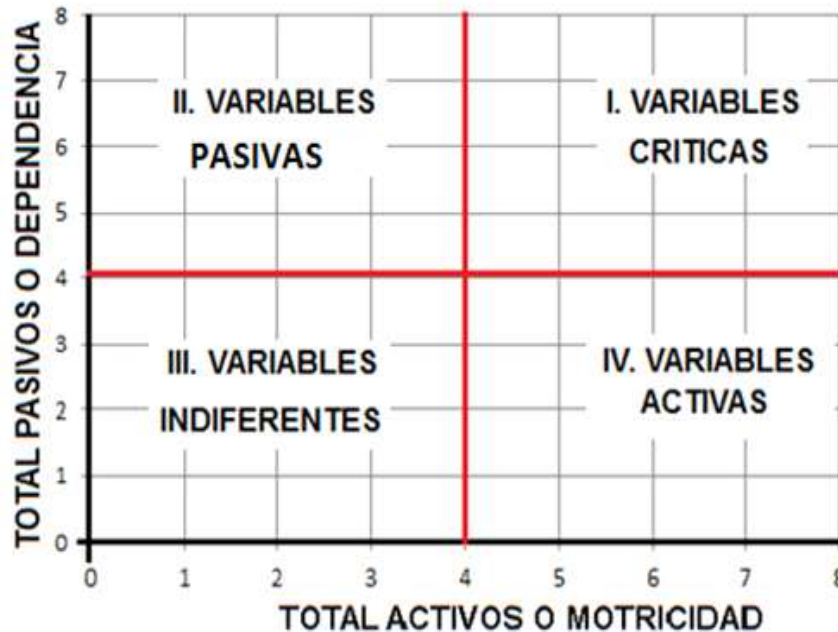 TOTAL PASIVOS O DEPENDENCIA
8
7
6
5
4
3
2
1
0
II. VARIABLES
PASIVAS
I. VARIABLES
CRITICAS
III. VARIABLES
INDIFERENTES
IV. VARIABLES
ACTIVAS
0 1 2 3 4 5 6 7 8
TOTAL ACTIVOS O MOTRICIDAD